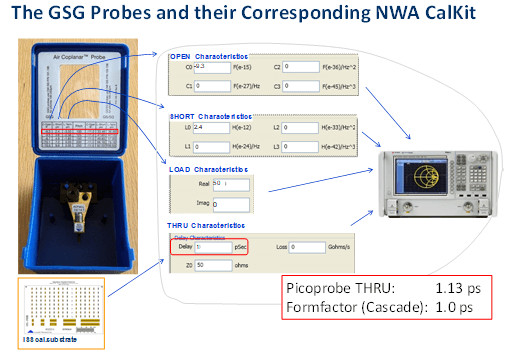 The GSG Probes and their Corresponding NWA CalKit
Air Coplanar™ Probe
OPEN Characteristics
C0 -9.3 F(e-15) C2 0 F(e-36)/Hz^2
C1 0 F(e-27)/Hz C3 0 F(e-45)/Hz^3
SHORT Characteristics
L0 2.4 H(e-12) L2 0 H(e-33)/Hz^2
L1 0 H(e-24)/Hz L3 0 H(e-42)/Hz^3
LOAD Characteristics
Real 50
Imag 0
THRU Characteristics
Delay Characteristics
Delay 1 pSec Loss 0 Gohms/s
Z0 50 ohms
Picoprobe THRU: 1.13 ps
Formfactor (Cascade): 1.0 ps
ISS cal.substrate